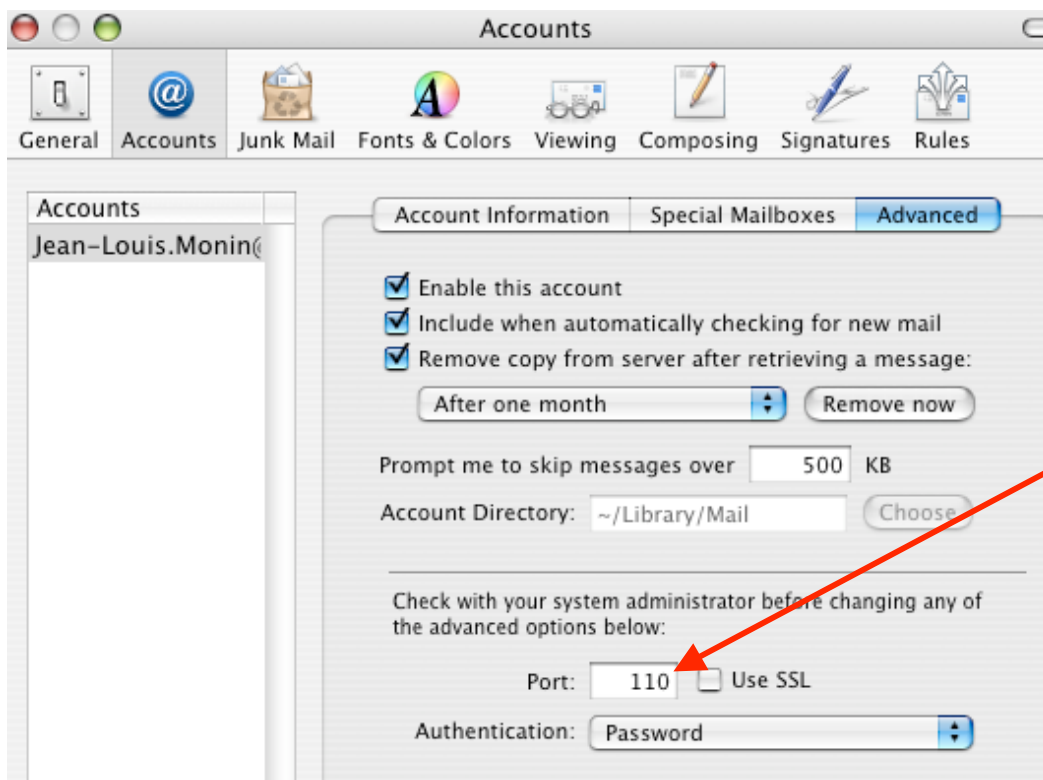 Accounts
General Accounts Junk Mail Fonts & Colors Viewing Composing Signatures Rules
Accounts
Account Information Special Mailboxes Advanced
Jean-Louis.Monin@
Enable this account
Include when automatically checking for new mail
Remove copy from server after retrieving a message:
After one month Remove now
Prompt me to skip messages over 500 KB
Account Directory: ~/Library/Mail Choose
Check with your system administrator before changing any of
the advanced options below:
Port: 110 Use SSL
Authentication: Password